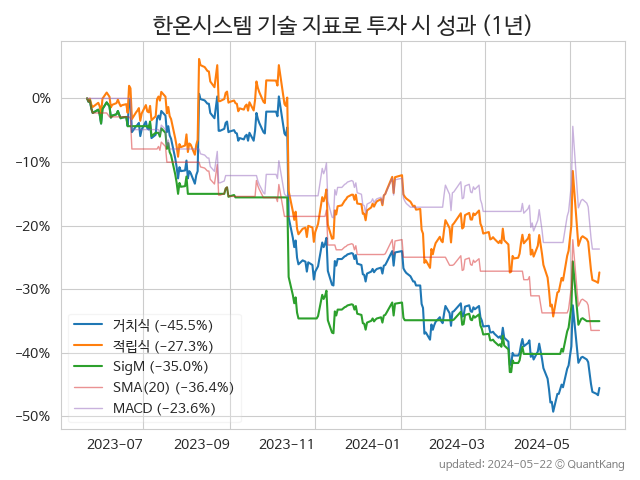 한온시스템 기술 지표로 투자 시 성과 (1년)
0%
−10%
−20%
−30%
−40%
−50%
거치식 (−45.5%)
적립식 (−27.3%)
SigM (−35.0%)
SMA(20) (−36.4%)
MACD (−23.6%)
2023-07
2023-09
2023-11
2024-01
2024-03
2024-05
updated: 2024-05-22 © QuantKang